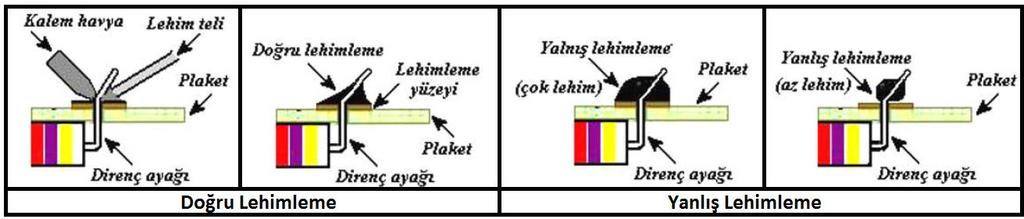 Kalem havya
Lehim teli
Plaket
Direnç ayağı
Doğru lehimleme
Lehimleme
yüzeyi
Plaket
Direnç ayağı
Yalnış lehimleme
(çok lehim)
Plaket
Direnç ayağı
Yanlış lehimleme
(az lehim)
Plaket
Direnç ayağı
Doğru Lehimleme
Yanlış Lehimleme